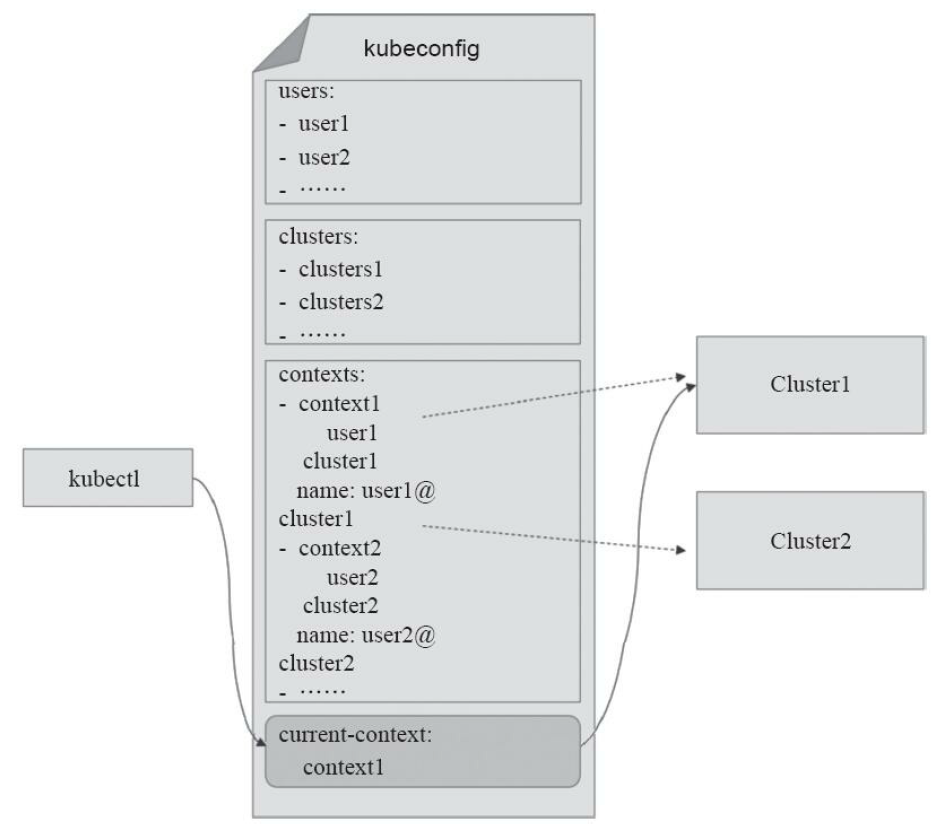 kubeconfig
users:
- user1
- user2
- ......
clusters:
- clusters1
- clusters2
- ......
contexts:
- context1
user1
cluster1
name: user1@
cluster1
- context2
user2
cluster2
name: user2@
cluster2
- ......
current-context:
context1
kubectl
Cluster1
Cluster2